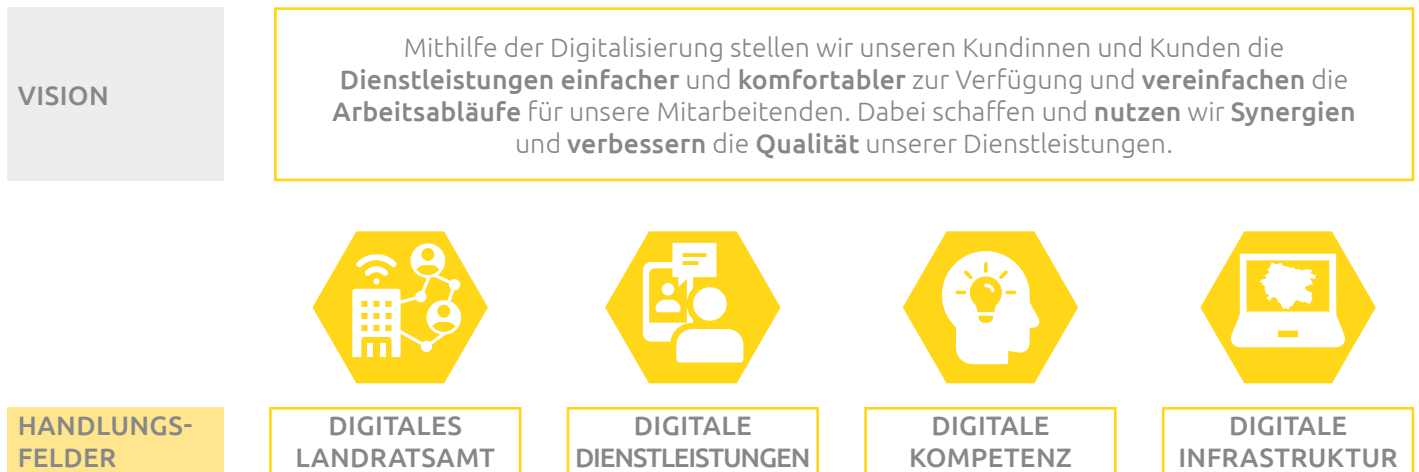 VISION
Mithilfe der Digitalisierung stellen wir unseren Kundinnen und Kunden die
Dienstleistungen einfacher und komfortabler zur Verfügung und vereinfachen die
Arbeitsabläufe für unsere Mitarbeitenden. Dabei schaffen und nutzen wir Synergien
und verbessern die Qualität unserer Dienstleistungen.
HANDLUNGS-
FELDER
DIGITALES
LANDRATSAMT
DIGITALE
DIENSTLEISTUNGEN
DIGITALE
KOMPETENZ
DIGITALE
INFRASTRUKTUR